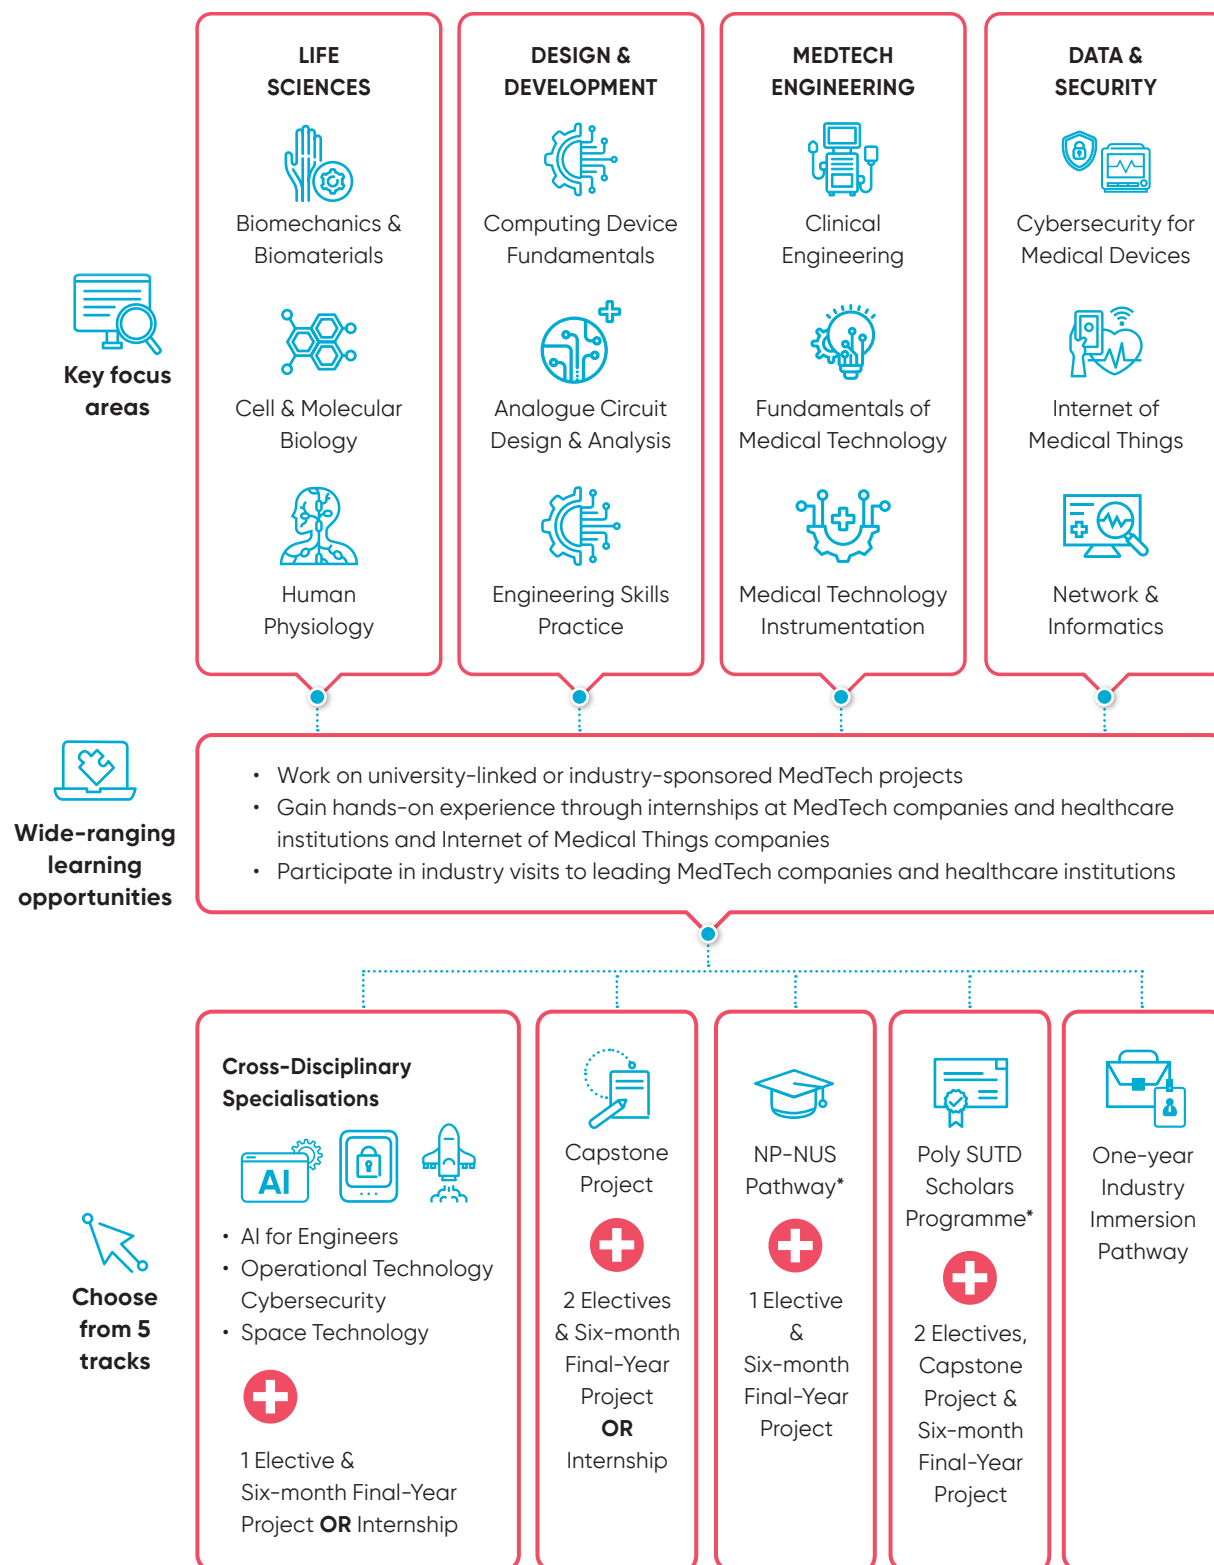 Key focus
areas
LIFE
SCIENCES
Biomechanics &
Biomaterials
Cell & Molecular
Biology
Human
Physiology
DESIGN &
DEVELOPMENT
Computing Device
Fundamentals
Analogue Circuit
Design & Analysis
Engineering Skills
Practice
MEDTECH
ENGINEERING
Clinical
Engineering
Fundamentals of
Medical Technology
Medical Technology
Instrumentation
DATA &
SECURITY
Cybersecurity for
Medical Devices
Internet of
Medical Things
Network &
Informatics
Wide-ranging
learning
opportunities
• Work on university-linked or industry-sponsored MedTech projects
• Gain hands-on experience through internships at MedTech companies and healthcare
institutions and Internet of Medical Things companies
• Participate in industry visits to leading MedTech companies and healthcare institutions
Choose
from 5
tracks
Cross-Disciplinary
Specialisations
AI
• AI for Engineers
• Operational Technology
Cybersecurity
• Space Technology
1 Elective &
Six-month Final-Year
Project OR Internship
Capstone
Project
2 Electives
& Six-month
Final-Year
Project
OR
Internship
NP-NUS
Pathway*
1 Elective
&
Six-month
Final-Year
Project
Poly SUTD
Scholars
Programme*
2 Electives,
Capstone
Project &
Six-month
Final-Year
Project
One-year
Industry
Immersion
Pathway